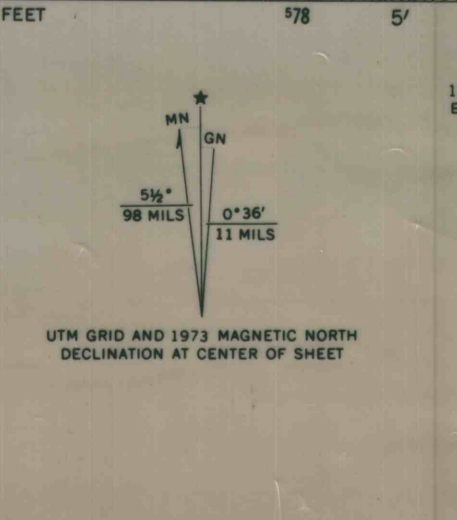 FEET ⁵78 5′
1
E
★
MN
GN
5½°
98 MILS
0°36′
11 MILS
UTM GRID AND 1973 MAGNETIC NORTH
DECLINATION AT CENTER OF SHEET